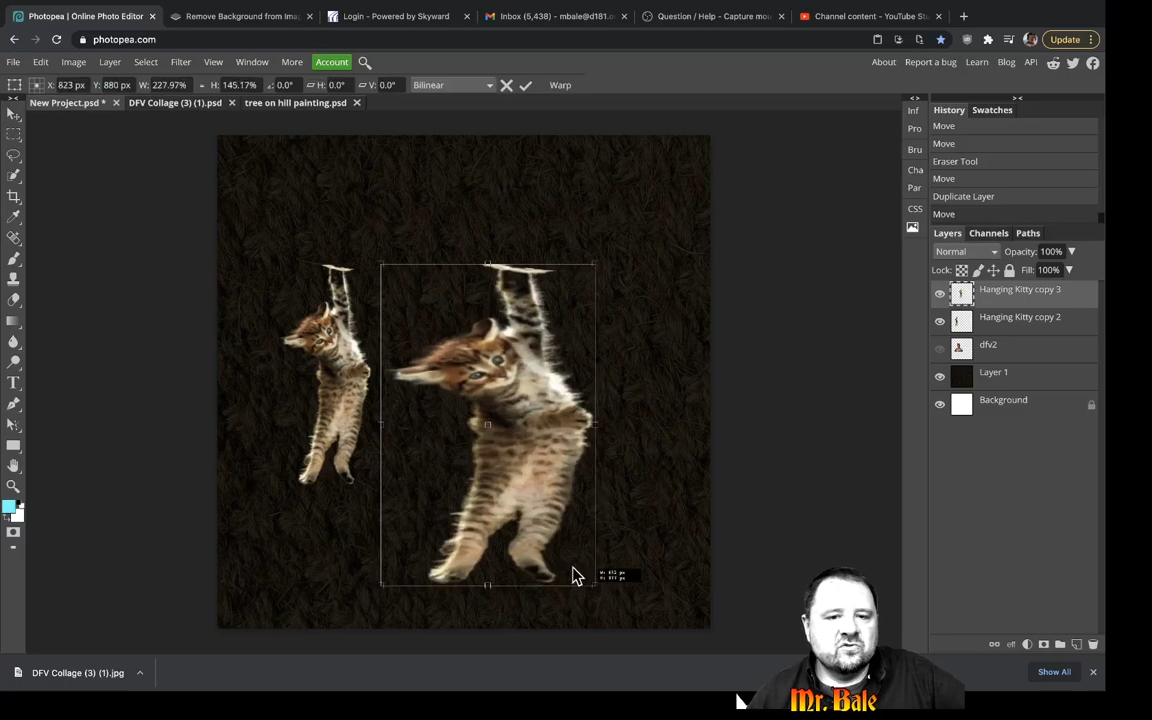 Photopea | Online Photo Editor
Remove Background from Imag
Login - Powered by Skyward
Inbox (5,438) - mbale@d181.o
Question / Help - Capture mou
Channel content - YouTube Stu
photopea.com
Update
File Edit Image Layer Select Filter View Window More Account
About Report a bug Learn Blog API
X: 823 px Y: 880 px W: 227.97% H: 145.17% 0.0° H: 0.0° V: 0.0° Bilinear Warp
New Project.psd * DFV Collage (3) (1).psd tree on hill painting.psd
Inf
Pro
Bru
Cha
Par
CSS
History Swatches
Move
Move
Eraser Tool
Move
Duplicate Layer
Move
Layers Channels Paths
Normal Opacity: 100%
Lock: Fill: 100%
Hanging Kitty copy 3
Hanging Kitty copy 2
dfv2
Layer 1
Background
eff
DFV Collage (3) (1).jpg
Show All
Mr. Bale